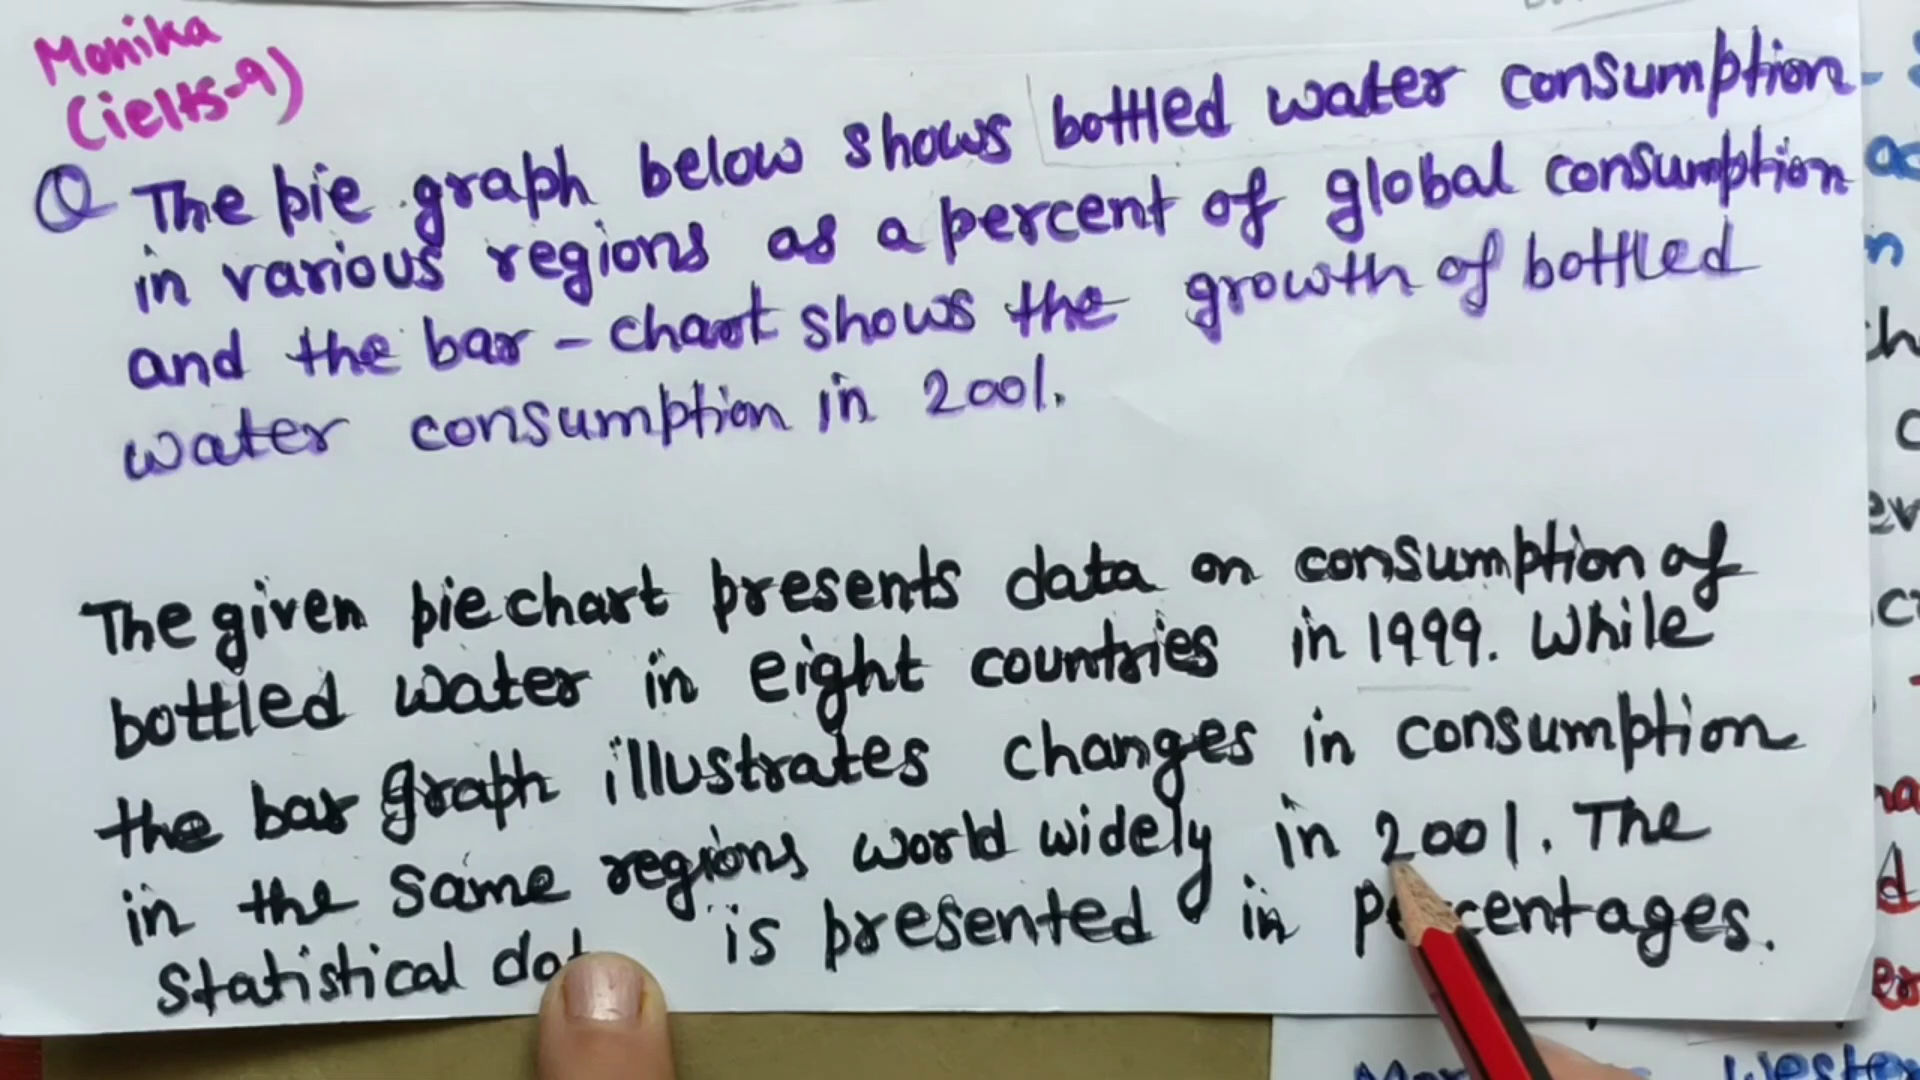 Monika
(ielts-9)
Q The pie graph below shows bottled water consumption
in various regions as a percent of global consumption
and the bar-chart shows the growth of bottled
water consumption in 2001.
The given pie chart presents data on consumption of
bottled water in eight countries in 1999. While
the bar graph illustrates changes in consumption
in the same regions world widely in 2001. The
Statistical is presented in percentages.